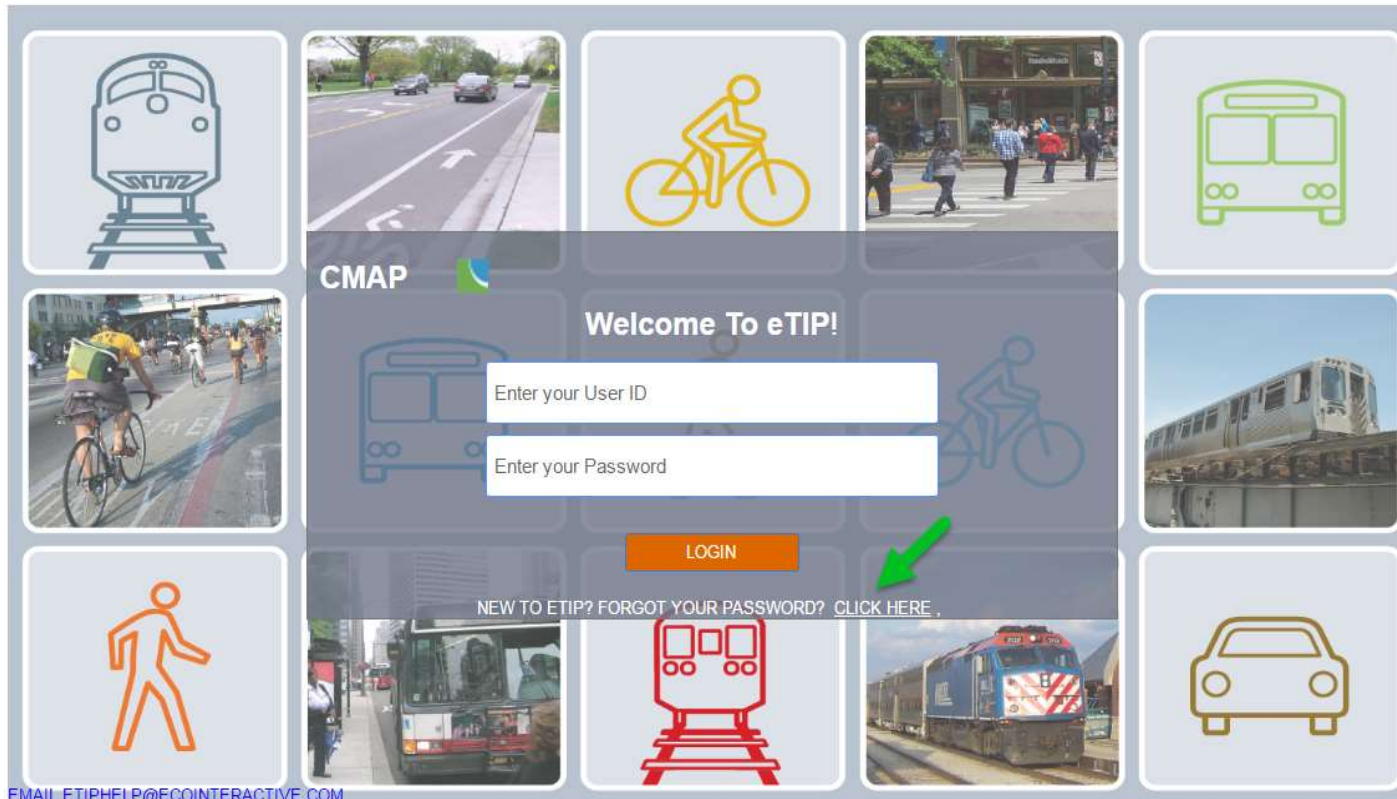 CMAP
Welcome To eTIP!
Enter your User ID
Enter your Password
LOGIN
NEW TO ETIP? FORGOT YOUR PASSWORD? CLICK HERE ,
EMAIL ETIPHELP@ECOINTERACTIVE.COM